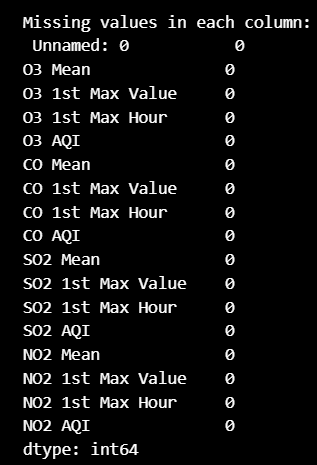 Missing values in each column:
 Unnamed: 0           0
O3 Mean              0
O3 1st Max Value     0
O3 1st Max Hour      0
O3 AQI               0
CO Mean              0
CO 1st Max Value     0
CO 1st Max Hour      0
CO AQI               0
SO2 Mean             0
SO2 1st Max Value    0
SO2 1st Max Hour     0
SO2 AQI              0
NO2 Mean             0
NO2 1st Max Value    0
NO2 1st Max Hour     0
NO2 AQI              0
dtype: int64